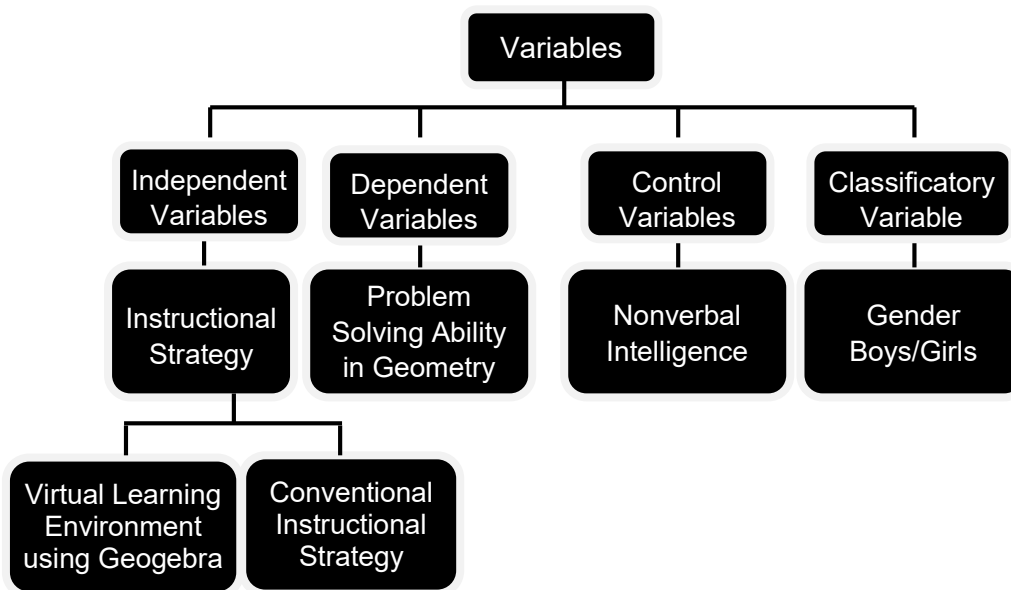 Variables
Independent
Variables
Dependent
Variables
Control
Variables
Classificatory
Variable
Instructional
Strategy
Problem
Solving Ability
in Geometry
Nonverbal
Intelligence
Gender
Boys/Girls
Virtual Learning
Environment
using Geogebra
Conventional
Instructional
Strategy